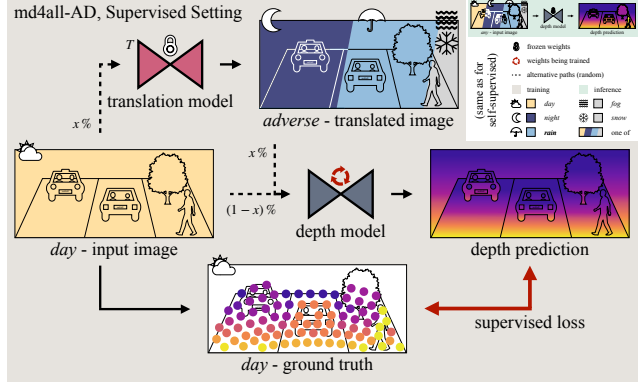 md4all-AD, Supervised Setting
T
translation model
x %
adverse - translated image
x %
(1 − x) %
day - input image
depth model
depth prediction
day - ground truth
supervised loss
day - input image
depth model
depth prediction
(same as for
self-supervised)
frozen weights
weights being trained
alternative paths (random)
training
inference
day
fog
night
snow
rain
one of